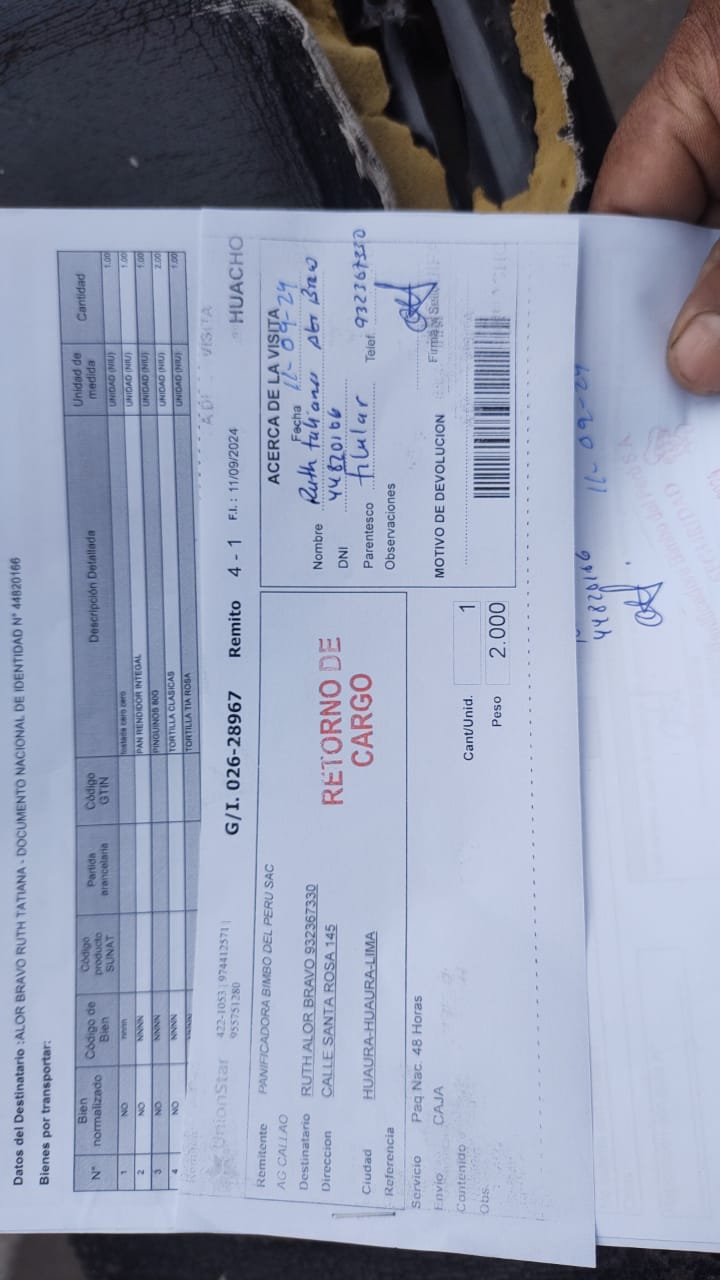 Datos del Destinatario :ALOR BRAVO RUTH TATIANA - DOCUMENTO NACIONAL DE IDENTIDAD N° 44820166
Bienes por transportar:
N° Bien normalizado Código de Bien Código producto SUNAT Partida arancelaria Código GTIN Descripción Detallada Unidad de medida Cantidad
1 NO nnnn tostada cero cero UNIDAD (NIU) 1.00
2 NO NNNN PAN RENDIDOR INTEGAL UNIDAD (NIU) 1.00
3 NO NNNN PINGUINOS 80G UNIDAD (NIU) 1.00
4 NO NNNN TORTILLA CLASICAS UNIDAD (NIU) 2.00
NNNN TORTILLA TIA ROSA UNIDAD (NIU) 1.00
UnionStar
422-1053 | 974412571 |
955751280
G/I. 026-28967 Remito 4 - 1 F.I.: 11/09/2024
VISITA
HUACHO
Remitente PANIFICADORA BIMBO DEL PERU SAC
AG CALLAO
Destinatario RUTH ALOR BRAVO 932367330
Direccion CALLE SANTA ROSA 145
Ciudad HUAURA-HUAURA-LIMA
Referencia
RETORNO DE
CARGO
Servicio Paq Nac. 48 Horas
Envio CAJA
Contenido
Obs.
Cant/Unid. 1
Peso 2.000
ACERCA DE LA VISITA
Fecha 11-09-24
Nombre Ruth
DNI 44820166
Parentesco titular Telef. 932367330
Observaciones
Firma
MOTIVO DE DEVOLUCION
11-09-24
44820166